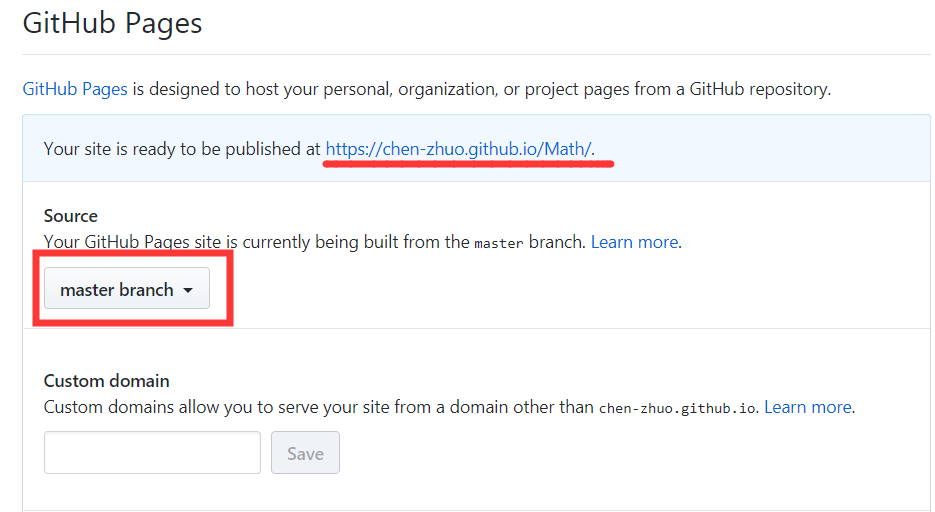 GitHub Pages
GitHub Pages is designed to host your personal, organization, or project pages from a GitHub repository.
Your site is ready to be published at https://chen-zhuo.github.io/Math/.
Source
Your GitHub Pages site is currently being built from the master branch. Learn more.
master branch
Custom domain
Custom domains allow you to serve your site from a domain other than chen-zhuo.github.io. Learn more.
Save